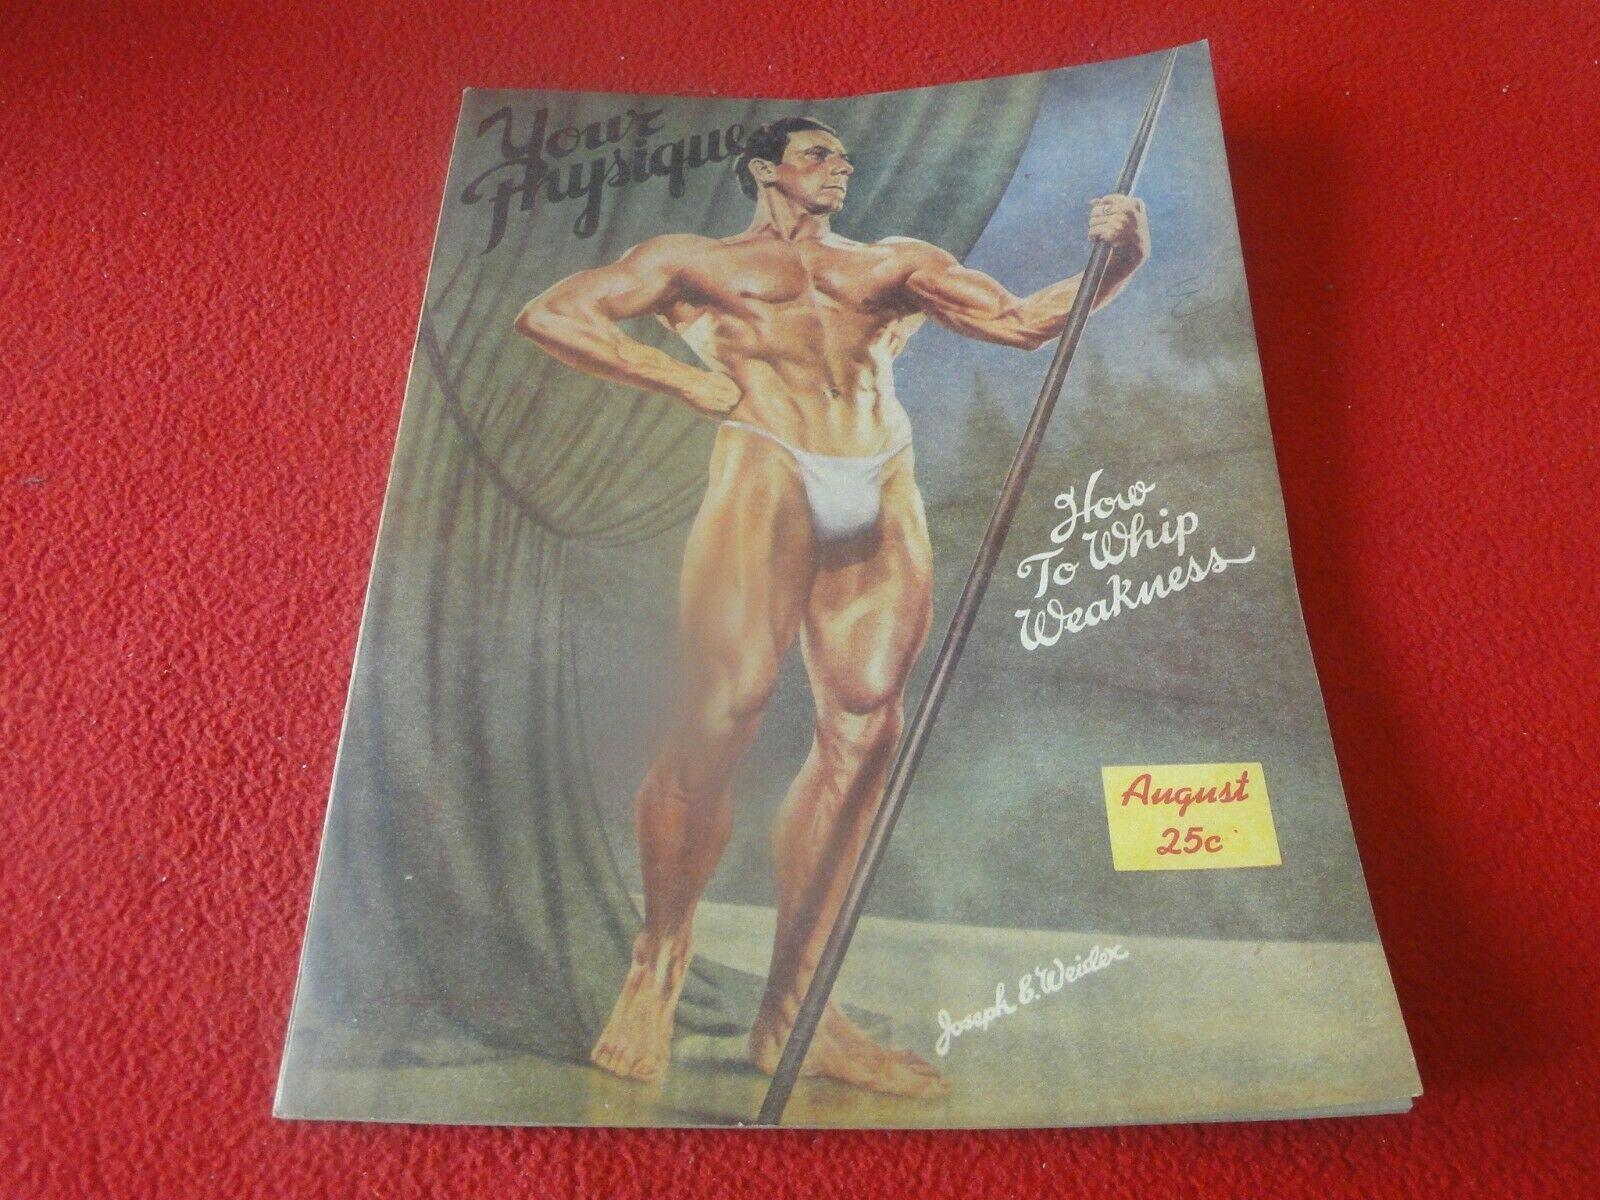 Your
Physique
How
To Whip
Weakness
August
25c
Joseph E. Weider